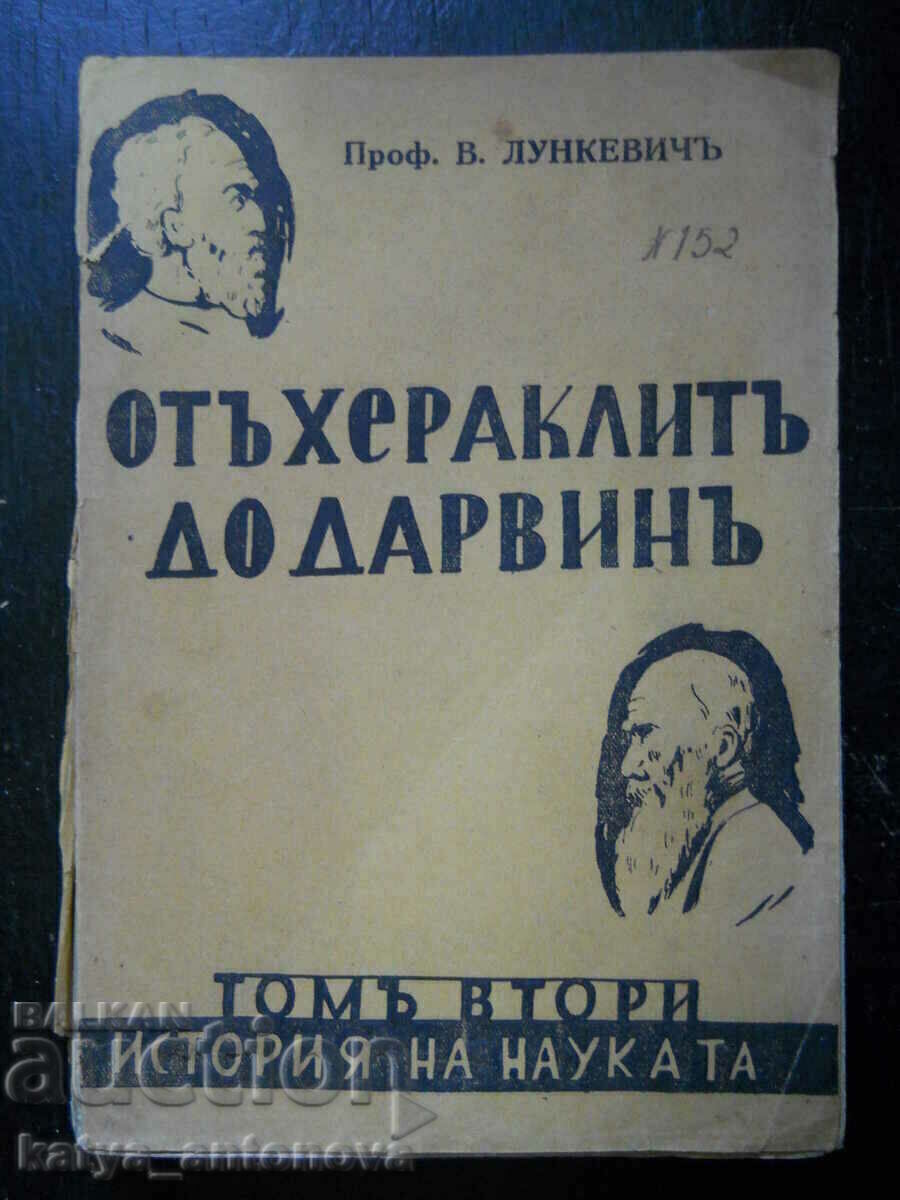 Проф. В. ЛУНКЕВИЧЪ
№152
ОТЪ ХЕРАКЛИТЪ
ДО ДАРВИНЪ
ТОМЪ ВТОРИ
ИСТОРИЯ НА НАУКАТА
BALKAN
auction
katya_antonova